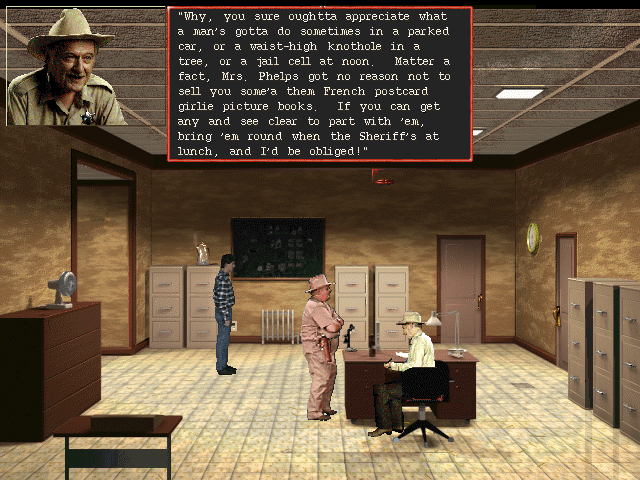 "Why, you sure oughtta appreciate what
a man's gotta do sometimes in a parked
car, or a waist-high knothole in a
tree, or a jail cell at noon.  Matter a
fact, Mrs. Phelps got no reason not to
sell you some'a them French postcard
girlie picture books.  If you can get
any and see clear to part with 'em,
bring 'em round when the Sheriff's at
lunch, and I'd be obliged!"